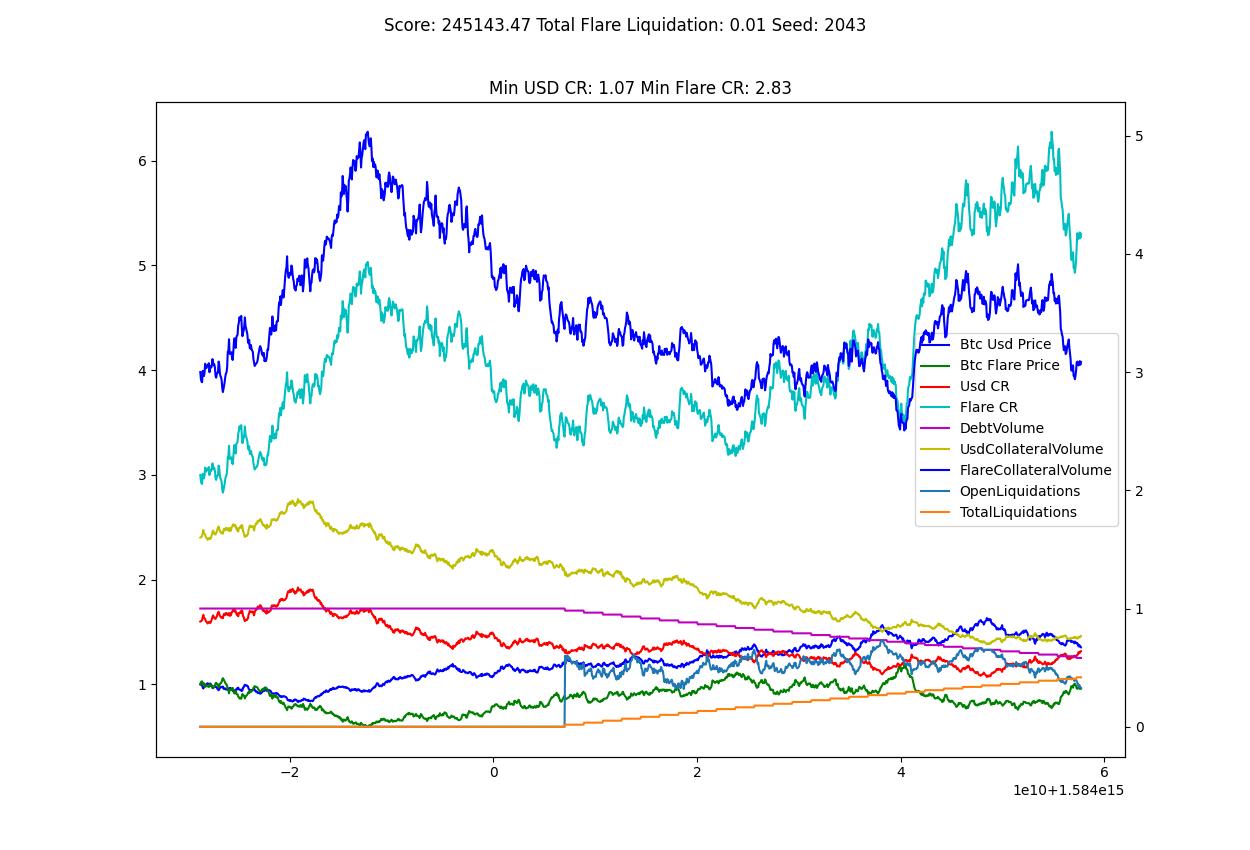 Score: 245143.47 Total Flare Liquidation: 0.01 Seed: 2043
Min USD CR: 1.07 Min Flare CR: 2.83
6
5
4
3
2
1
5
4
3
2
1
0
Btc Usd Price
Btc Flare Price
Usd CR
Flare CR
DebtVolume
UsdCollateralVolume
FlareCollateralVolume
OpenLiquidations
TotalLiquidations
−2 0 2 4 6
1e10+1.584e15